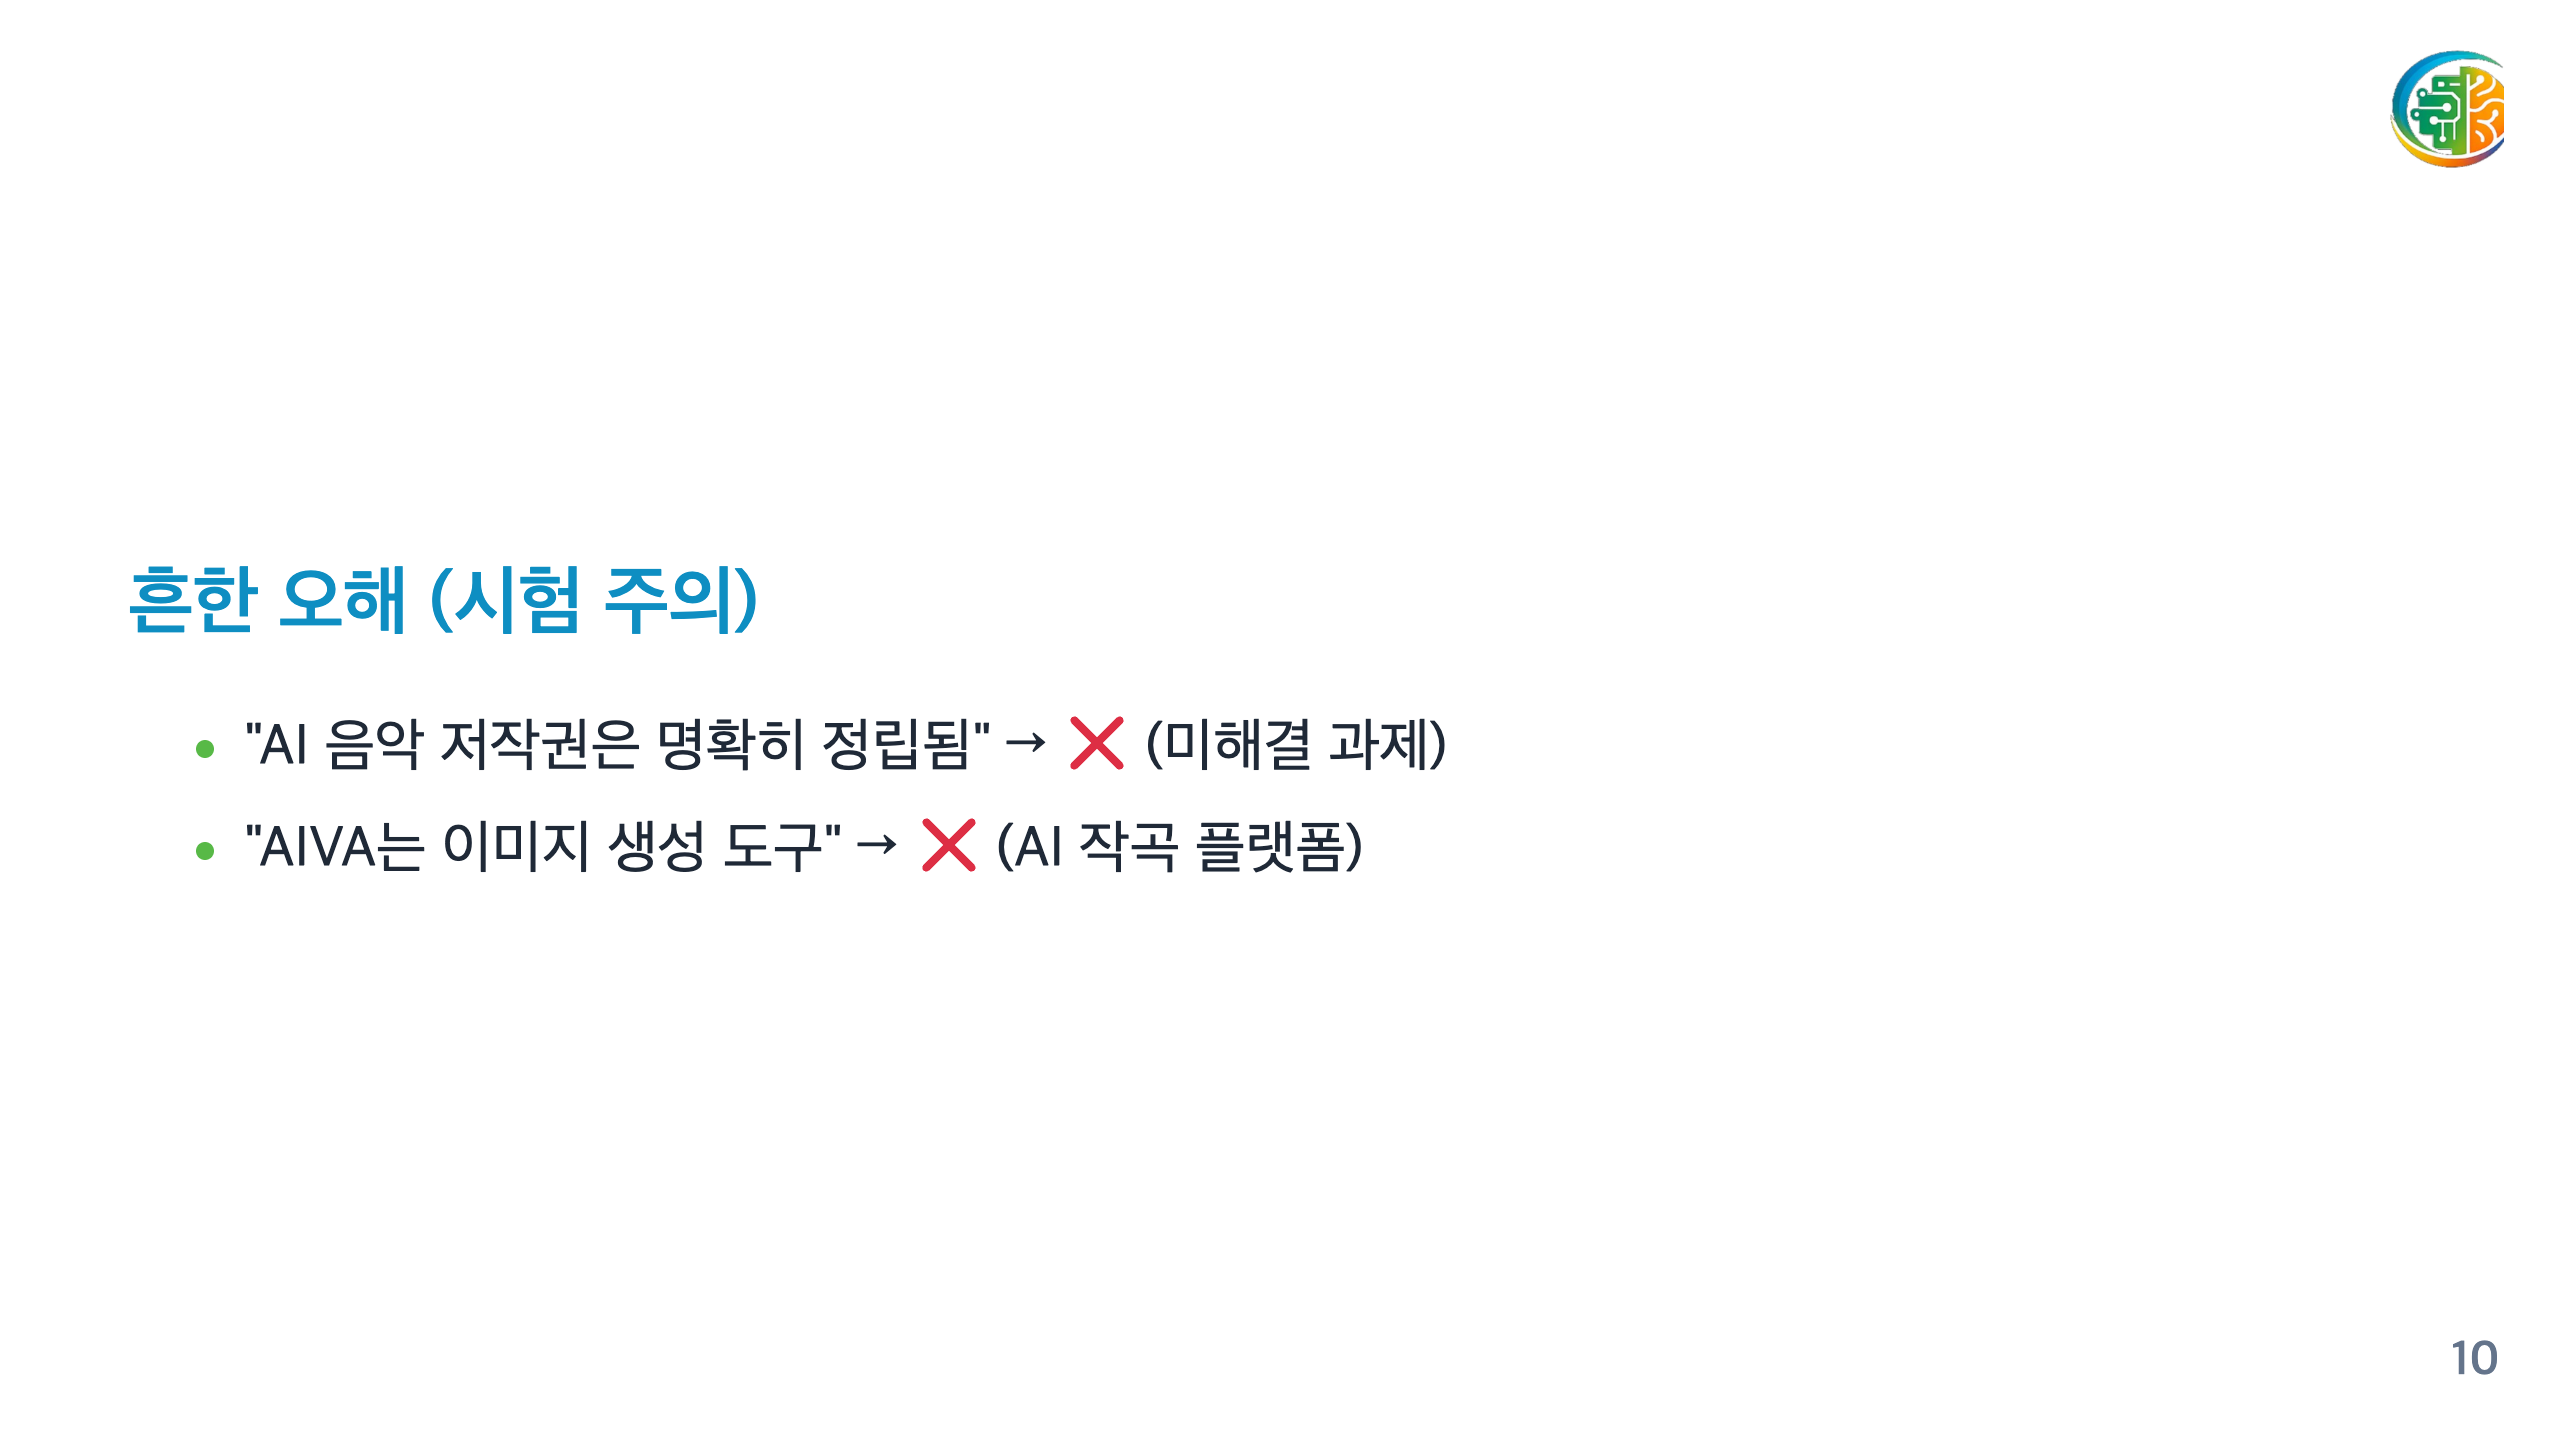 흔한 오해 (시험 주의)
• "AI 음악 저작권은 명확히 정립됨" → ❌ (미해결 과제)
• "AIVA는 이미지 생성 도구" → ❌ (AI 작곡 플랫폼)
10